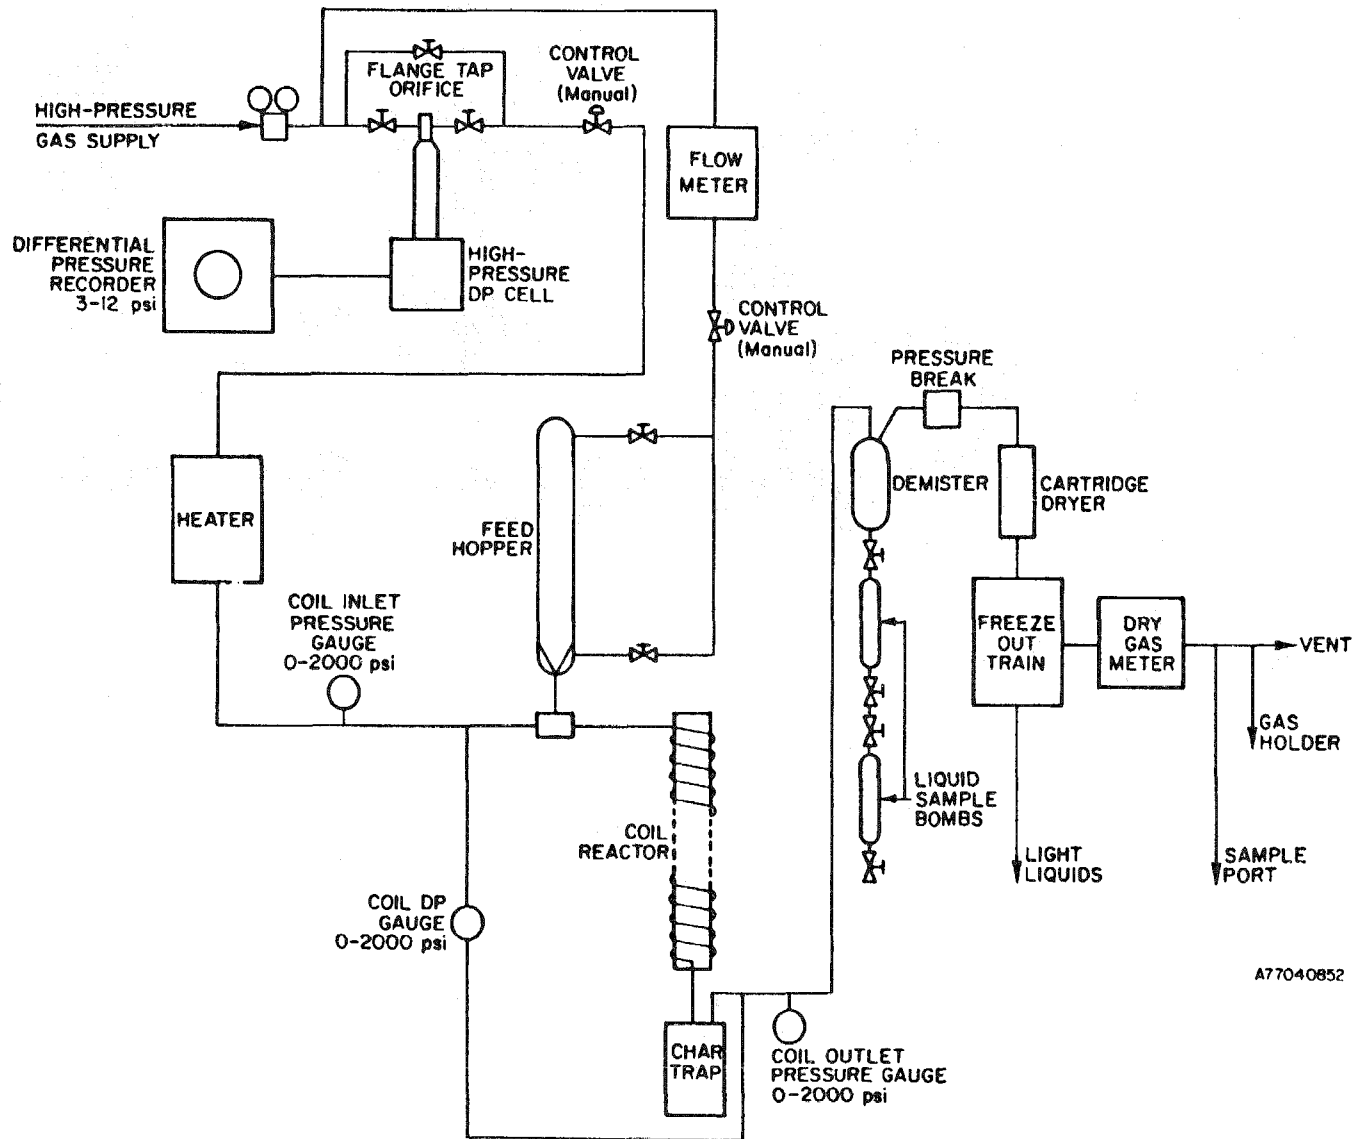 CONTROL
VALVE
(Manual)
FLANGE TAP
ORIFICE
HIGH-PRESSURE
GAS SUPPLY
FLOW
METER
DIFFERENTIAL
PRESSURE
RECORDER
3-12 psi
HIGH-
PRESSURE
DP CELL
CONTROL
VALVE
(Manual)
PRESSURE
BREAK
DEMISTER
CARTRIDGE
DRYER
HEATER
FEED
HOPPER
COIL INLET
PRESSURE
GAUGE
0-2000 psi
FREEZE
OUT
TRAIN
DRY
GAS
METER
VENT
GAS
HOLDER
LIQUID
SAMPLE
BOMBS
COIL
REACTOR
LIGHT
LIQUIDS
SAMPLE
PORT
COIL DP
GAUGE
0-2000 psi
A77040852
CHAR
TRAP
COIL OUTLET
PRESSURE GAUGE
0-2000 psi